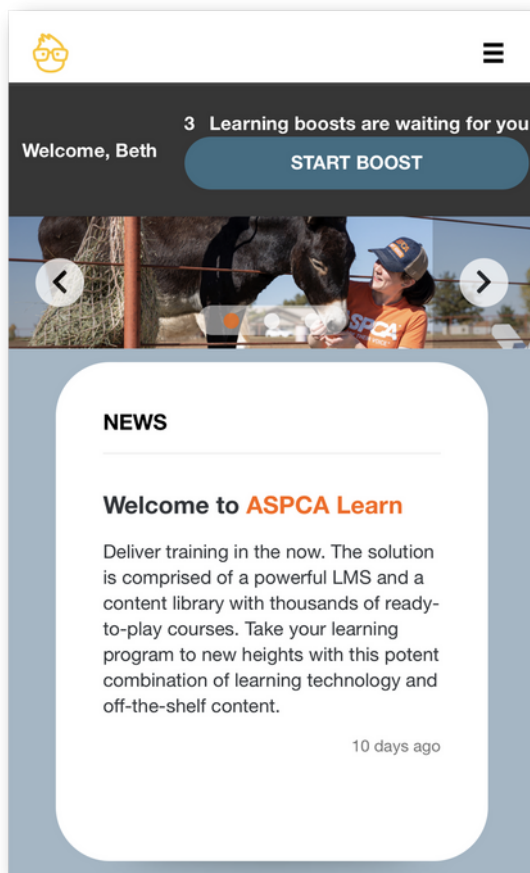 3 Learning boosts are waiting for you
Welcome, Beth
START BOOST
SPCA
NEWS
Welcome to ASPCA Learn
Deliver training in the now. The solution
is comprised of a powerful LMS and a
content library with thousands of ready-
to-play courses. Take your learning
program to new heights with this potent
combination of learning technology and
off-the-shelf content.
10 days ago